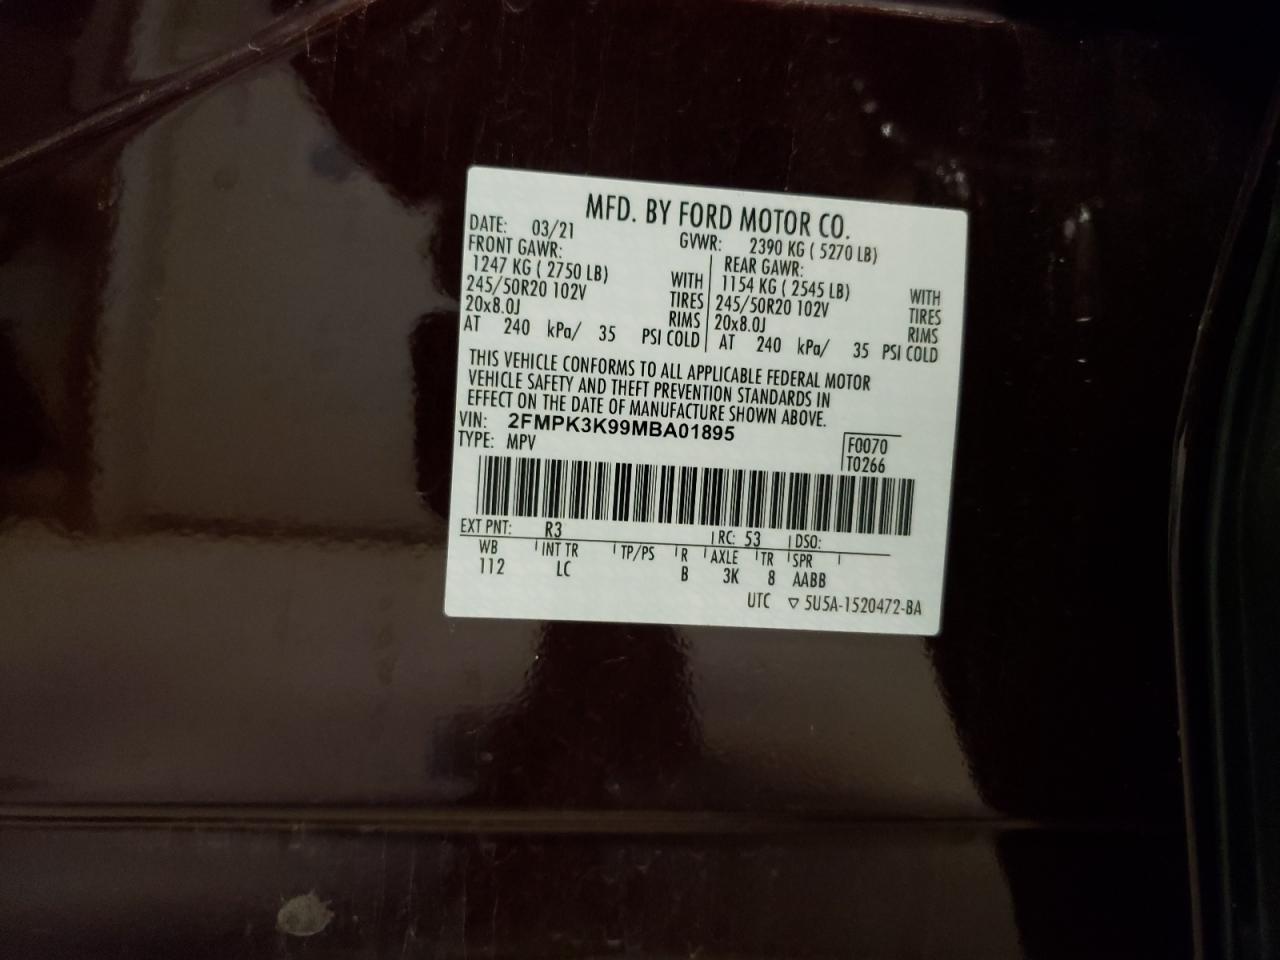 MFD. BY FORD MOTOR CO.
DATE: 03/21 GVWR: 2390 KG ( 5270 LB)
FRONT GAWR: REAR GAWR:
1247 KG ( 2750 LB) WITH 1154 KG ( 2545 LB) WITH
245/50R20 102V TIRES 245/50R20 102V TIRES
20x8.0J RIMS 20x8.0J RIMS
AT 240 kPa/ 35 PSI COLD AT 240 kPa/ 35 PSI COLD
THIS VEHICLE CONFORMS TO ALL APPLICABLE FEDERAL MOTOR
VEHICLE SAFETY AND THEFT PREVENTION STANDARDS IN
EFFECT ON THE DATE OF MANUFACTURE SHOWN ABOVE.
VIN: 2FMPK3K99MBA01895
TYPE: MPV F0070
T0266
EXT PNT: R3 RC: 53 DSO:
WB INT TR TP/PS R AXLE TR SPR
112 LC B 3K 8 AABB
UTC ▽ 5U5A-1520472-BA